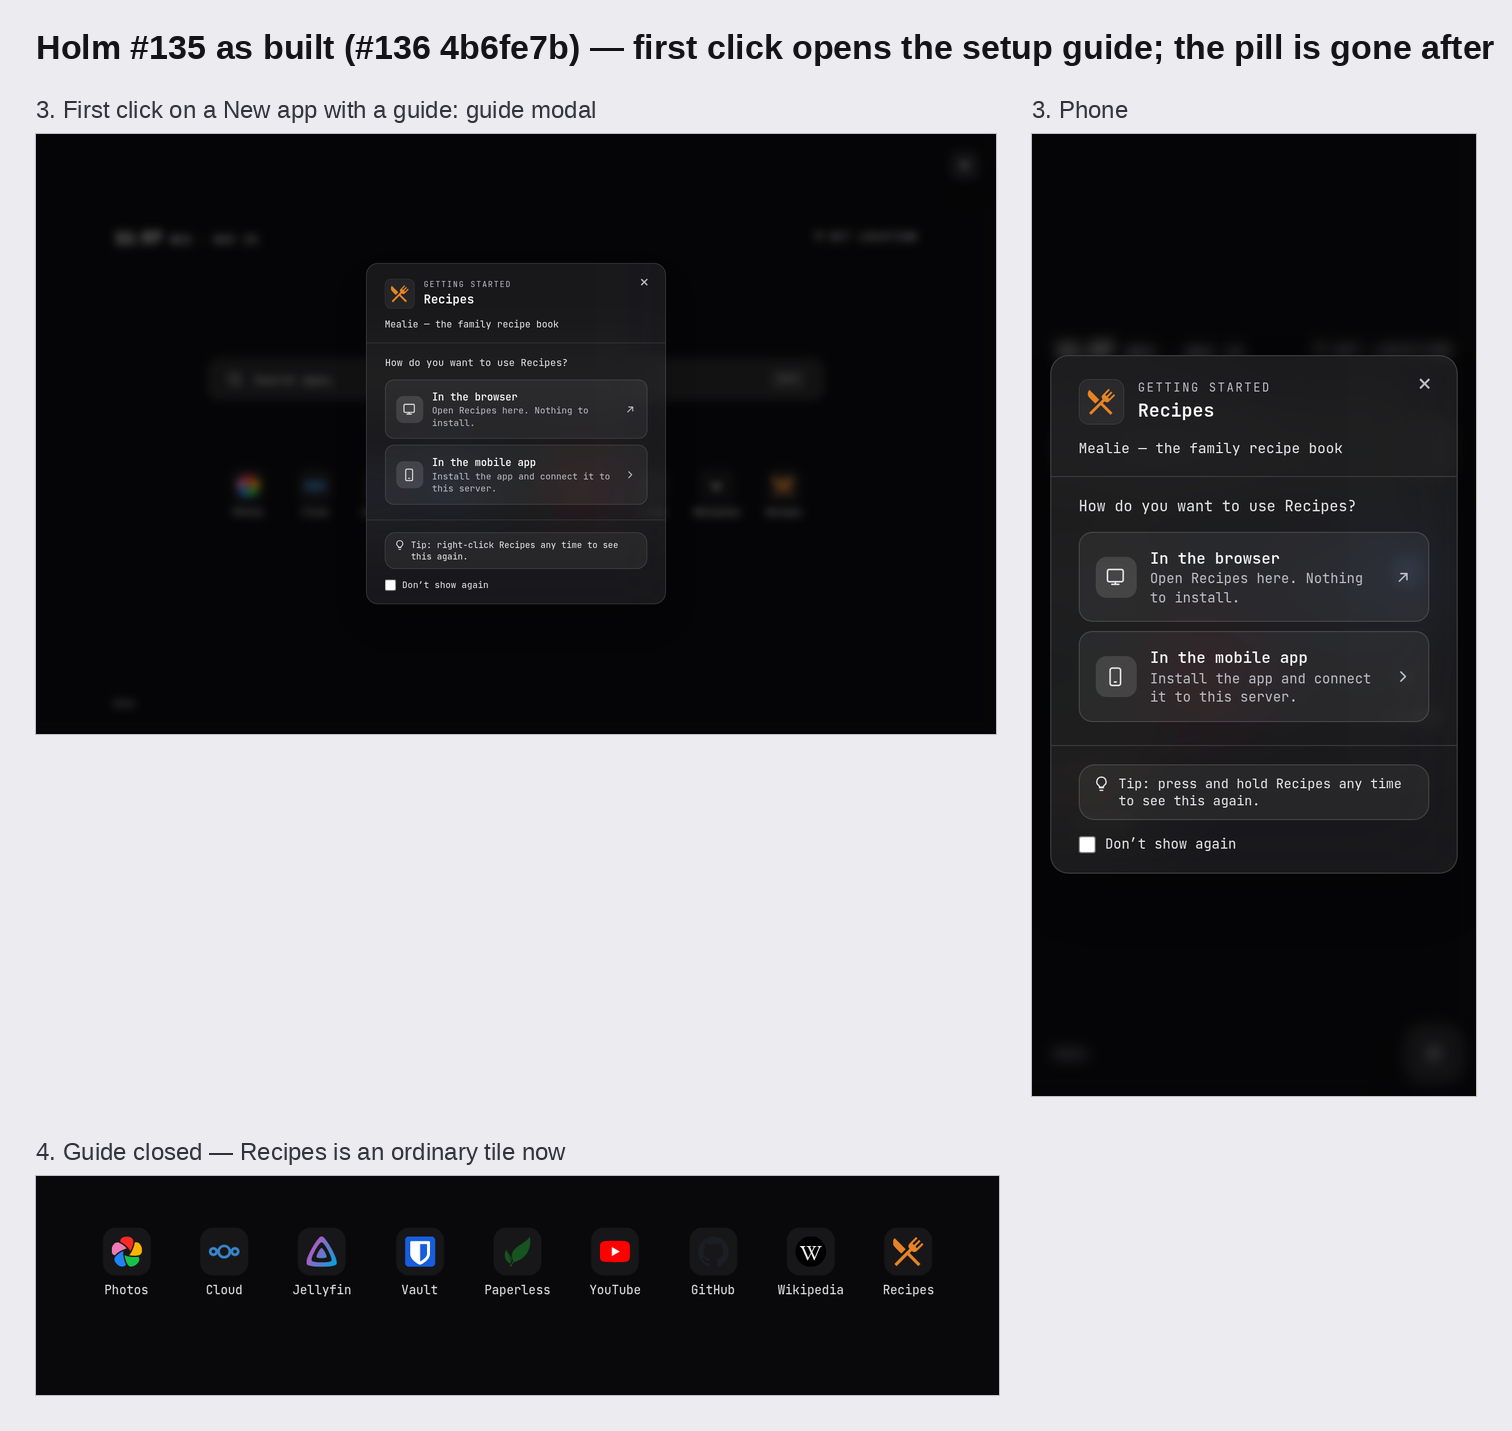 Holm #135 as built (#136 4b6fe7b) — first click opens the setup guide; the pill is gone after
3. First click on a New app with a guide: guide modal
GETTING STARTED
Recipes
Mealie — the family recipe book
How do you want to use Recipes?
In the browser
Open Recipes here. Nothing to
install.
In the mobile app
Install the app and connect it to
this server.
Tip: right-click Recipes any time to see
this again.
Don’t show again
3. Phone
GETTING STARTED
Recipes
Mealie — the family recipe book
How do you want to use Recipes?
In the browser
Open Recipes here. Nothing
to install.
In the mobile app
Install the app and connect
it to this server.
Tip: press and hold Recipes any time
to see this again.
Don’t show again
4. Guide closed — Recipes is an ordinary tile now
W
Photos Cloud Jellyfin Vault Paperless YouTube GitHub Wikipedia Recipes